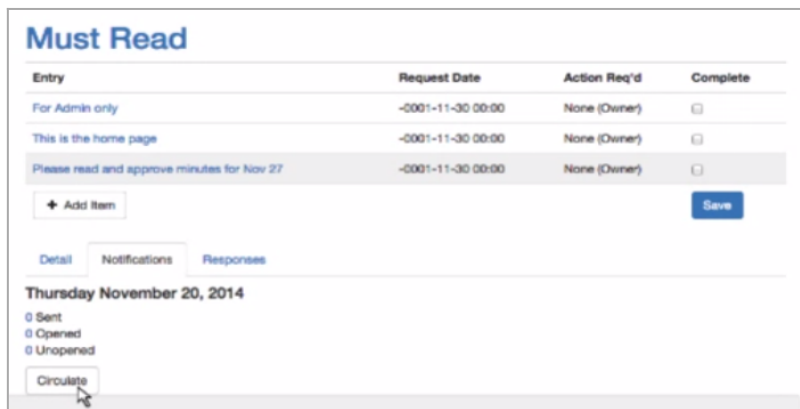 Must Read
Entry Request Date Action Req'd Complete
For Admin only -0001-11-30 00:00 None (Owner)
This is the home page -0001-11-30 00:00 None (Owner)
Please read and approve minutes for Nov 27 -0001-11-30 00:00 None (Owner)
+ Add Item Save
Detail Notifications Responses
Thursday November 20, 2014
0 Sent
0 Opened
0 Unopened
Circulate